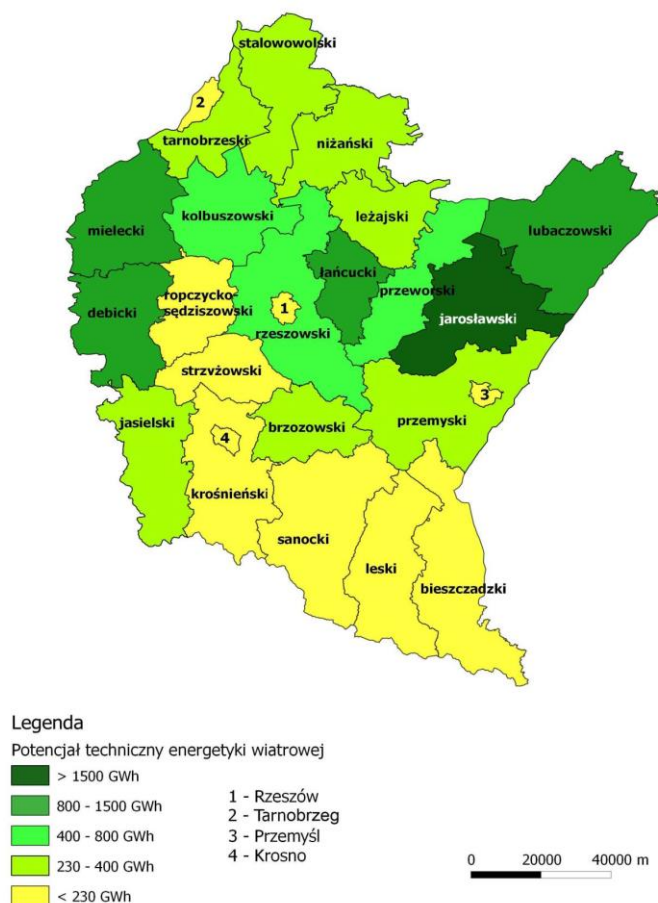 stalowowolski
2
tarnobrzeski
niżański
kolbuszowski
leżajski
mielecki
lubaczowski
łańcucki
ropczycko-
sędziszowski
przeworski
debicki
1
rzeszowski
jarosławski
strzyżowski
3
jasielski
brzozowski
przemyski
4
krośnieński
sanocki
leski
bieszczadzki
Legenda
Potencjał techniczny energetyki wiatrowej
> 1500 GWh
800 - 1500 GWh
400 - 800 GWh
230 - 400 GWh
< 230 GWh
1 - Rzeszów
2 - Tarnobrzeg
3 - Przemyśl
4 - Krosno
0 20000 40000 m